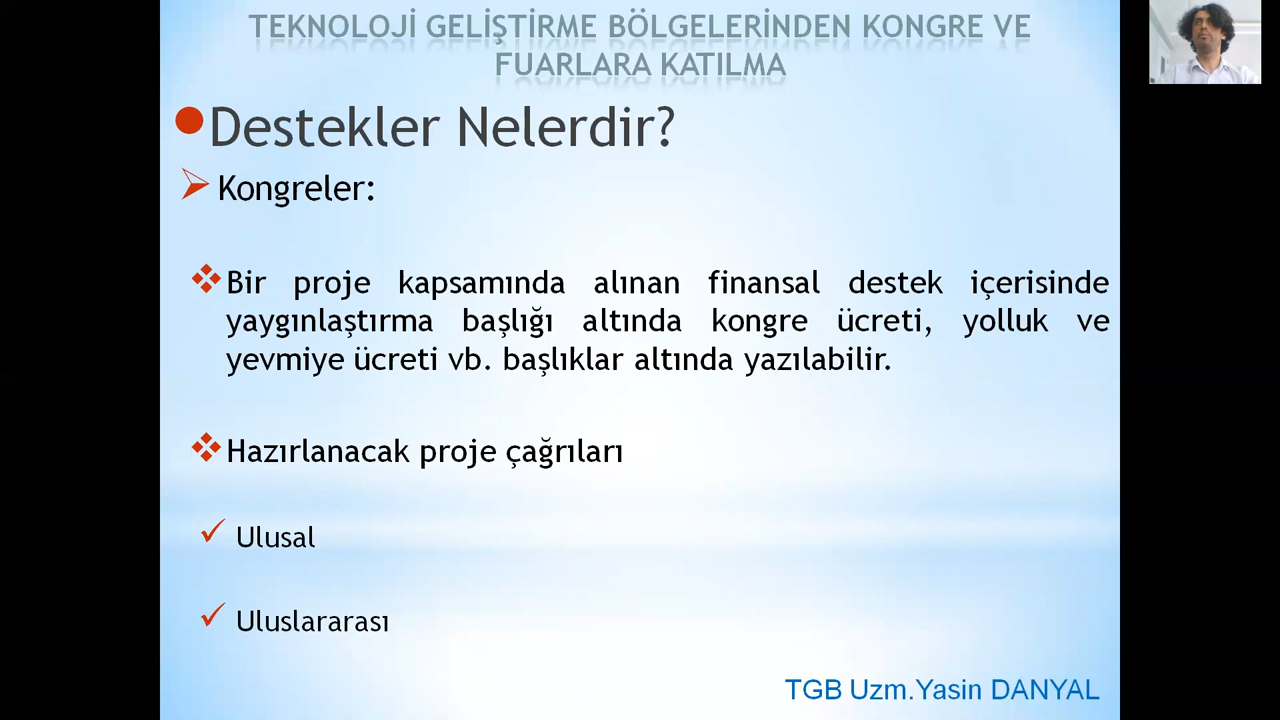 TEKNOLOJİ GELİŞTİRME BÖLGELERİNDEN KONGRE VE
FUARLARA KATILMA
Destekler Nelerdir?
Kongreler:
Bir proje kapsamında alınan finansal destek içerisinde
yaygınlaştırma başlığı altında kongre ücreti, yolluk ve
yevmiye ücreti vb. başlıklar altında yazılabilir.
Hazırlanacak proje çağrıları
Ulusal
Uluslararası
TGB Uzm.Yasin DANYAL